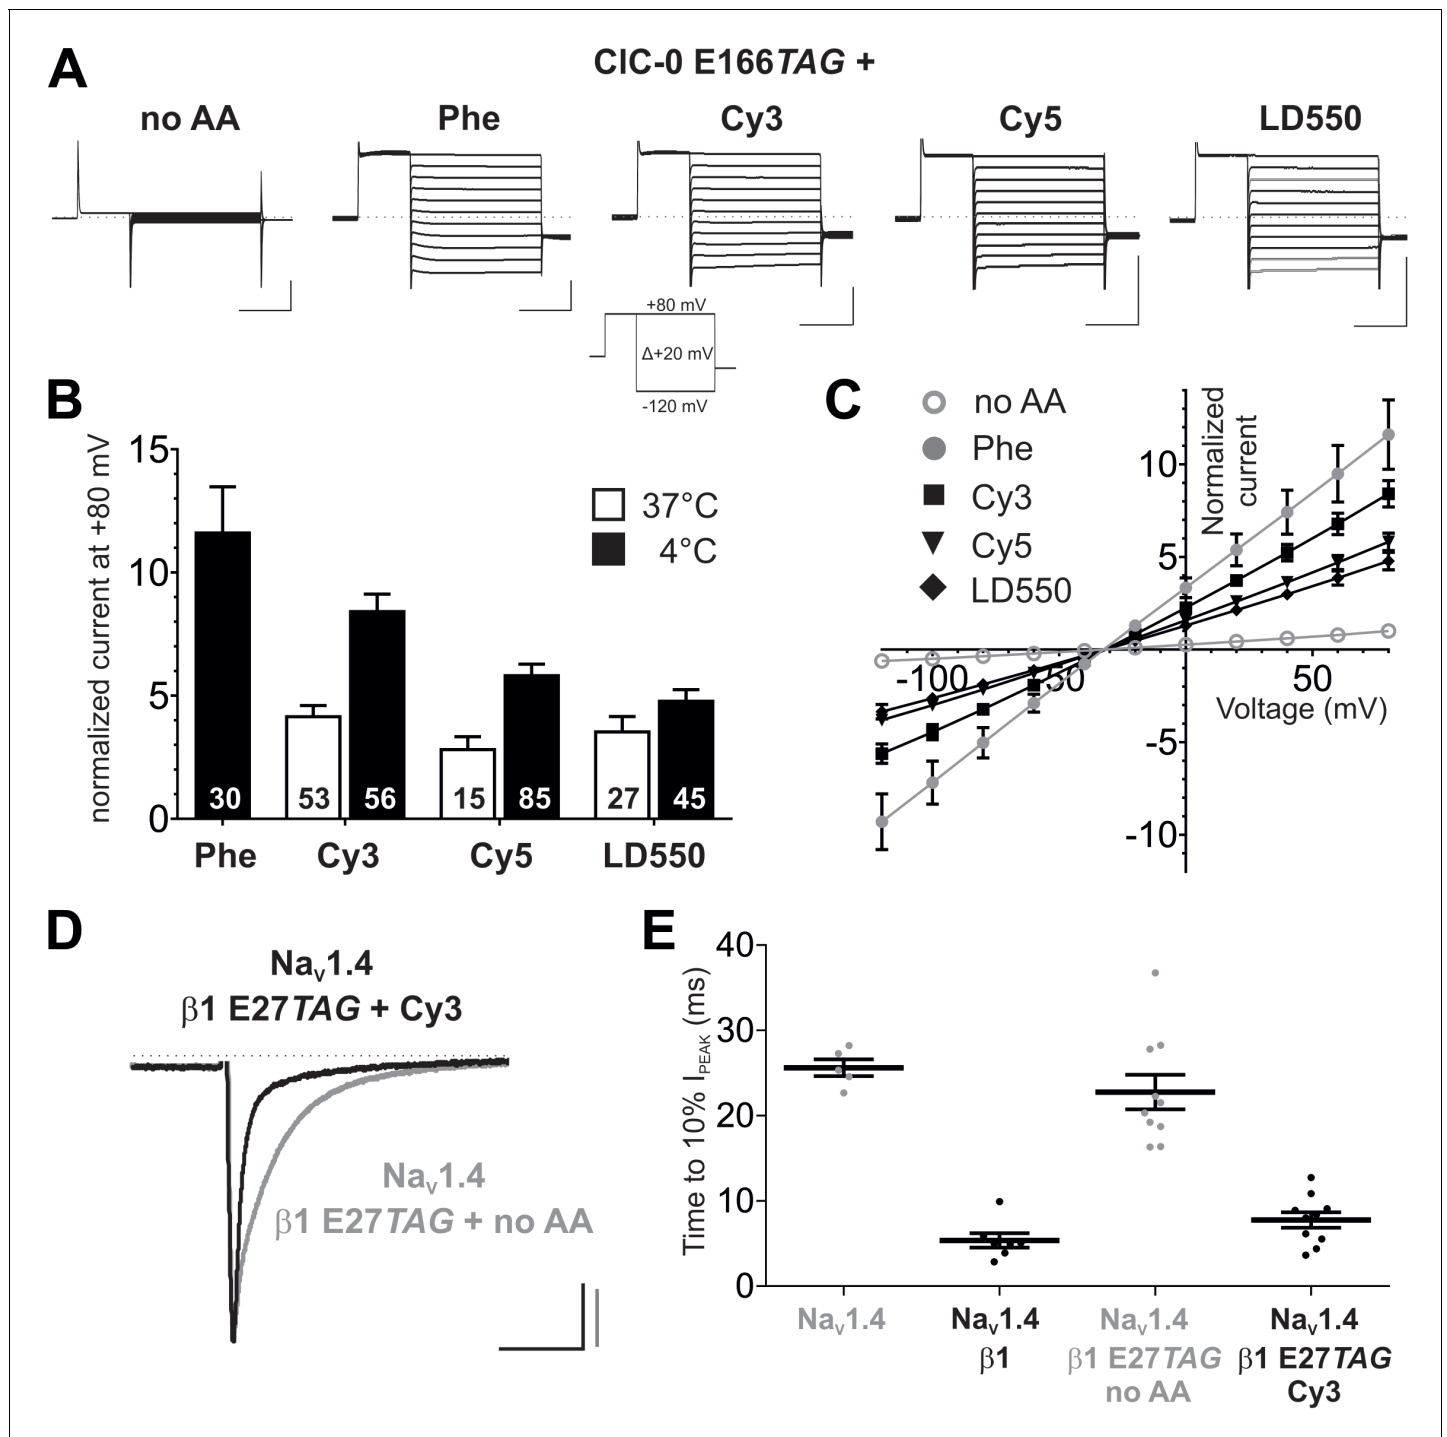 A
ClC-0 E166TAG +
no AA
Phe
Cy3
Cy5
LD550
+80 mV
Δ+20 mV
-120 mV
B
normalized current at +80 mV
15
10
5
0
37°C
4°C
30
53
56
15
85
27
45
Phe
Cy3
Cy5
LD550
C
no AA
Phe
Cy3
Cy5
LD550
Normalized
current
10
5
-5
-10
-100
-50
50
Voltage (mV)
D
Nav1.4
β1 E27TAG + Cy3
Nav1.4
β1 E27TAG + no AA
E
Time to 10% IPEAK (ms)
40
30
20
10
0
Nav1.4
Nav1.4
β1
Nav1.4
β1 E27TAG
no AA
Nav1.4
β1 E27TAG
Cy3